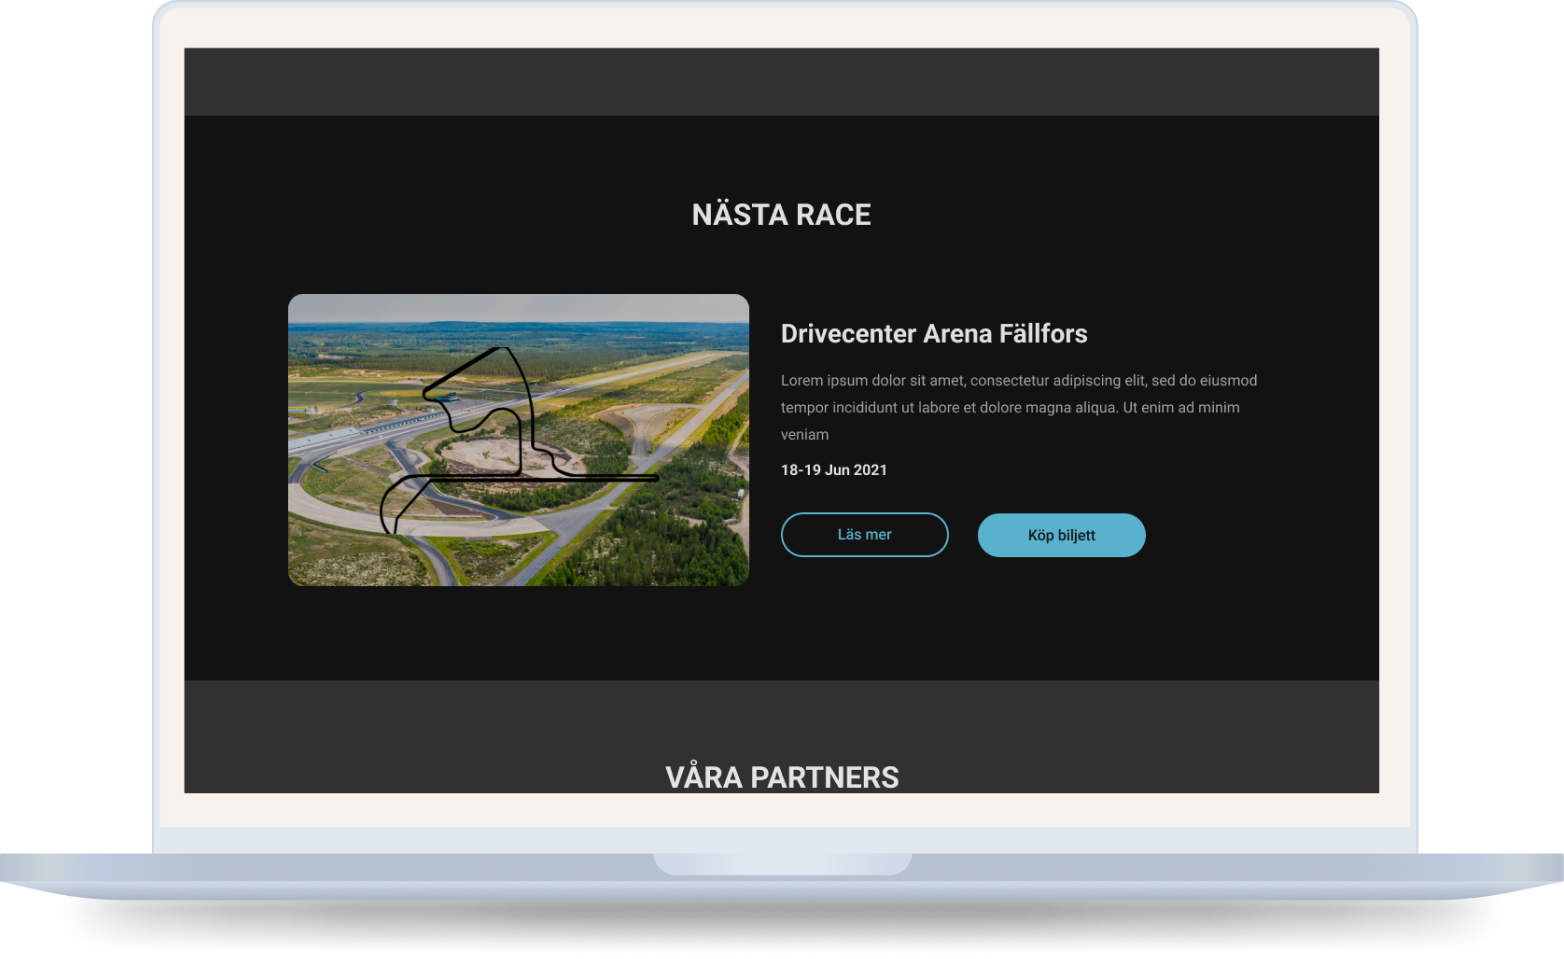 NÄSTA RACE
Drivecenter Arena Fällfors
Lorem ipsum dolor sit amet, consectetur adipiscing elit, sed do eiusmod
tempor incididunt ut labore et dolore magna aliqua. Ut enim ad minim
veniam
18-19 Jun 2021
Läs mer
Köp biljett
VÅRA PARTNERS